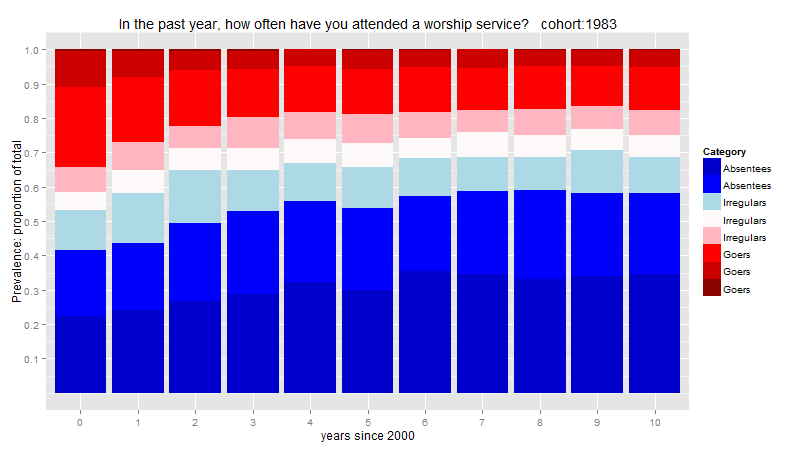 In the past year, how often have you attended a worship service?   cohort:1983
Prevalence: proportion of total
1.0
0.9
0.8
0.7
0.6
0.5
0.4
0.3
0.2
0.1
0 1 2 3 4 5 6 7 8 9 10
years since 2000
Category
Absentees
Absentees
Irregulars
Irregulars
Irregulars
Goers
Goers
Goers